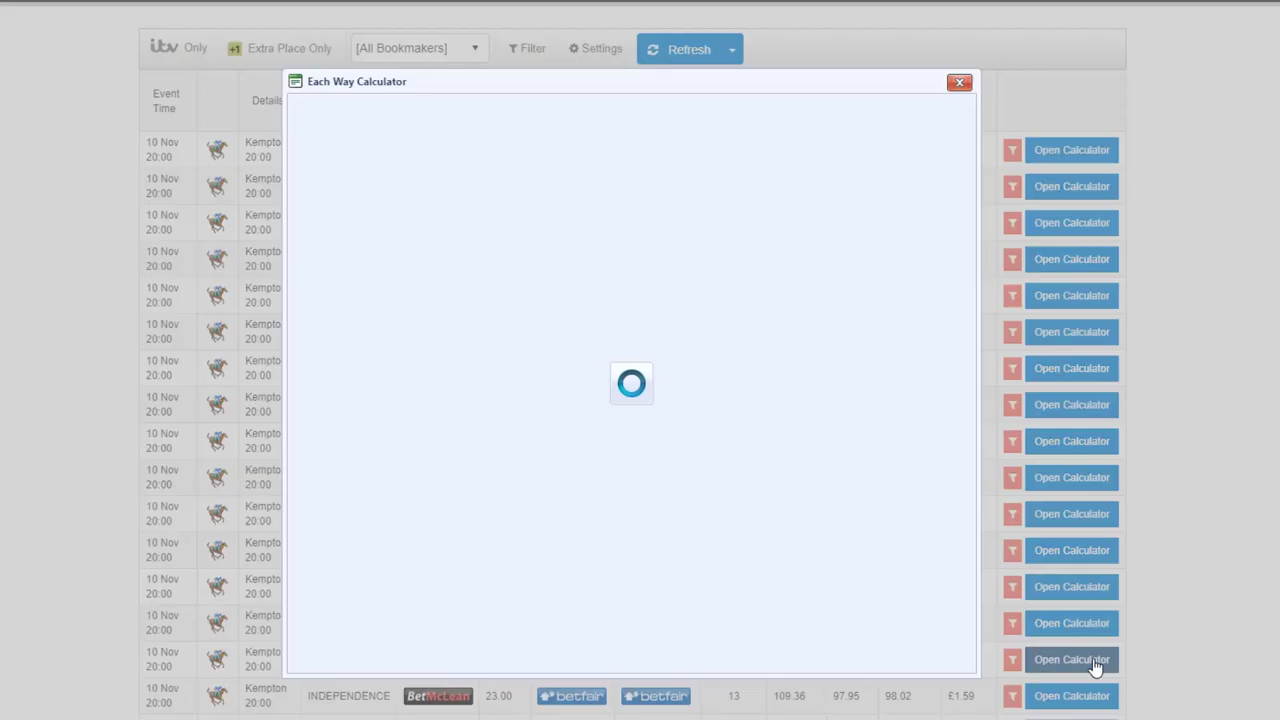 itv Only +1 Extra Place Only [All Bookmakers] Filter Settings Refresh
Each Way Calculator
Event
Time
Details
10 Nov
20:00
Kempto
20:00
Open Calculator
10 Nov
20:00
Kempto
20:00
Open Calculator
10 Nov
20:00
Kempto
20:00
Open Calculator
10 Nov
20:00
Kempto
20:00
Open Calculator
10 Nov
20:00
Kempto
20:00
Open Calculator
10 Nov
20:00
Kempto
20:00
Open Calculator
10 Nov
20:00
Kempto
20:00
Open Calculator
10 Nov
20:00
Kempto
20:00
Open Calculator
10 Nov
20:00
Kempto
20:00
Open Calculator
10 Nov
20:00
Kempto
20:00
Open Calculator
10 Nov
20:00
Kempto
20:00
Open Calculator
10 Nov
20:00
Kempto
20:00
Open Calculator
10 Nov
20:00
Kempto
20:00
Open Calculator
10 Nov
20:00
Kempto
20:00
Open Calculator
10 Nov
20:00
Kempto
20:00
Open Calculator
10 Nov
20:00
Kempton
20:00
INDEPENDENCE BetMcLean 23.00 betfair betfair 13 109.36 97.95 98.02 £1.59 Open Calculator